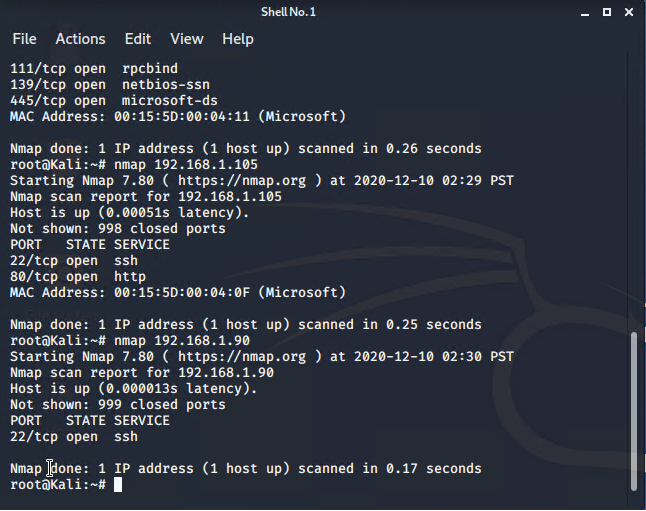 Shell No. 1
File Actions Edit View Help
111/tcp open  rpcbind
139/tcp open  netbios-ssn
445/tcp open  microsoft-ds
MAC Address: 00:15:5D:00:04:11 (Microsoft)
Nmap done: 1 IP address (1 host up) scanned in 0.26 seconds
root@Kali:~# nmap 192.168.1.105
Starting Nmap 7.80 ( https://nmap.org ) at 2020-12-10 02:29 PST
Nmap scan report for 192.168.1.105
Host is up (0.00051s latency).
Not shown: 998 closed ports
PORT   STATE SERVICE
22/tcp open  ssh
80/tcp open  http
MAC Address: 00:15:5D:00:04:0F (Microsoft)
Nmap done: 1 IP address (1 host up) scanned in 0.25 seconds
root@Kali:~# nmap 192.168.1.90
Starting Nmap 7.80 ( https://nmap.org ) at 2020-12-10 02:30 PST
Nmap scan report for 192.168.1.90
Host is up (0.000013s latency).
Not shown: 999 closed ports
PORT   STATE SERVICE
22/tcp open  ssh
Nmap done: 1 IP address (1 host up) scanned in 0.17 seconds
root@Kali:~#